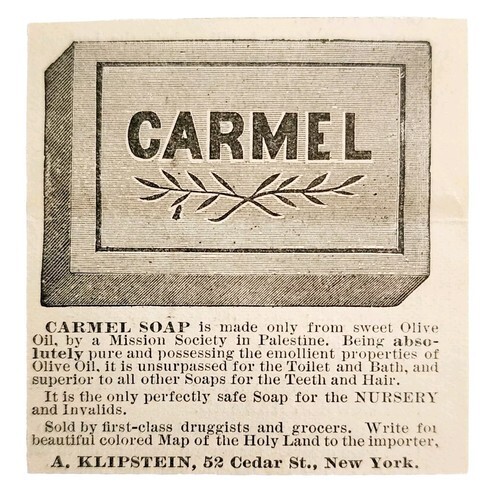 CARMEL
CARMEL SOAP is made only from sweet Olive
Oil, by a Mission Society in Palestine. Being abso-
lutely pure and possessing the emollient properties of
Olive Oil, it is unsurpassed for the Toilet and Bath, and
superior to all other Soaps for the Teeth and Hair.
It is the only perfectly safe Soap for the NURSERY
and Invalids.
Sold by first-class druggists and grocers. Write for
beautiful colored Map of the Holy Land to the importer,
A. KLIPSTEIN, 52 Cedar St., New York.